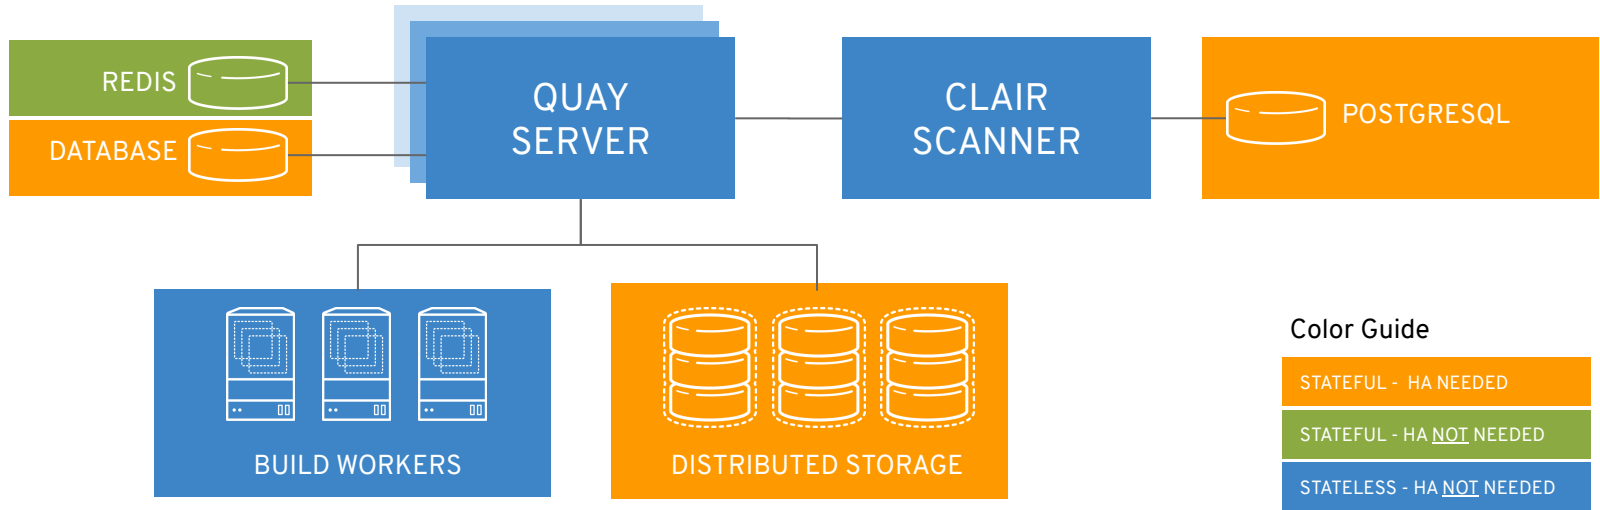 REDIS
DATABASE
QUAY
SERVER
CLAIR
SCANNER
POSTGRESQL
BUILD WORKERS
DISTRIBUTED STORAGE
Color Guide
STATEFUL - HA NEEDED
STATEFUL - HA NOT NEEDED
STATELESS - HA NOT NEEDED